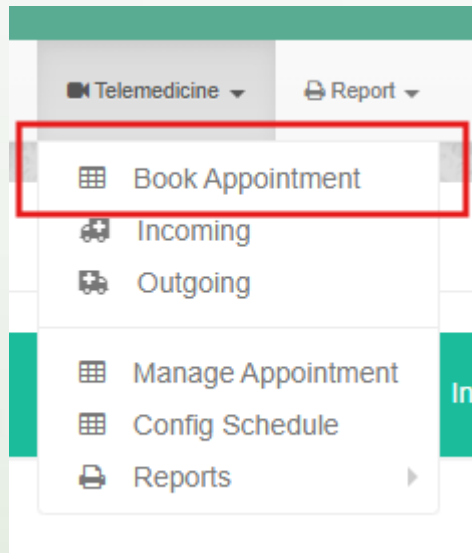 Telemedicine Report
Book Appointment
Incoming
Outgoing
Manage Appointment
In
Config Schedule
Reports